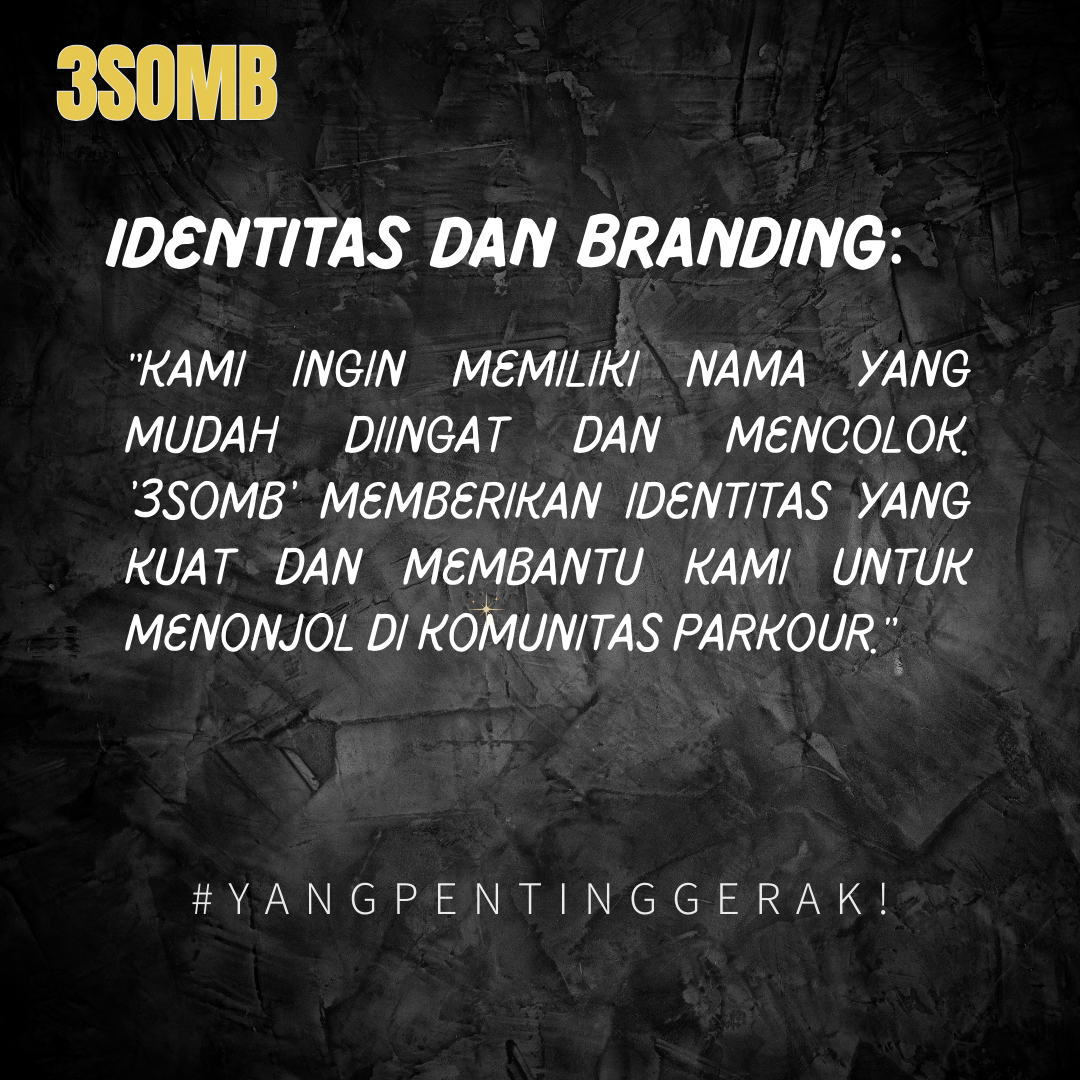 3SOMB
IDENTITAS DAN BRANDING:
"KAMI INGIN MEMILIKI NAMA YANG
MUDAH DIINGAT DAN MENCOLOK.
'3SOMB' MEMBERIKAN IDENTITAS YANG
KUAT DAN MEMBANTU KAMI UNTUK
MENONJOL DI KOMUNITAS PARKOUR."
#YANGPENTINGGERAK!